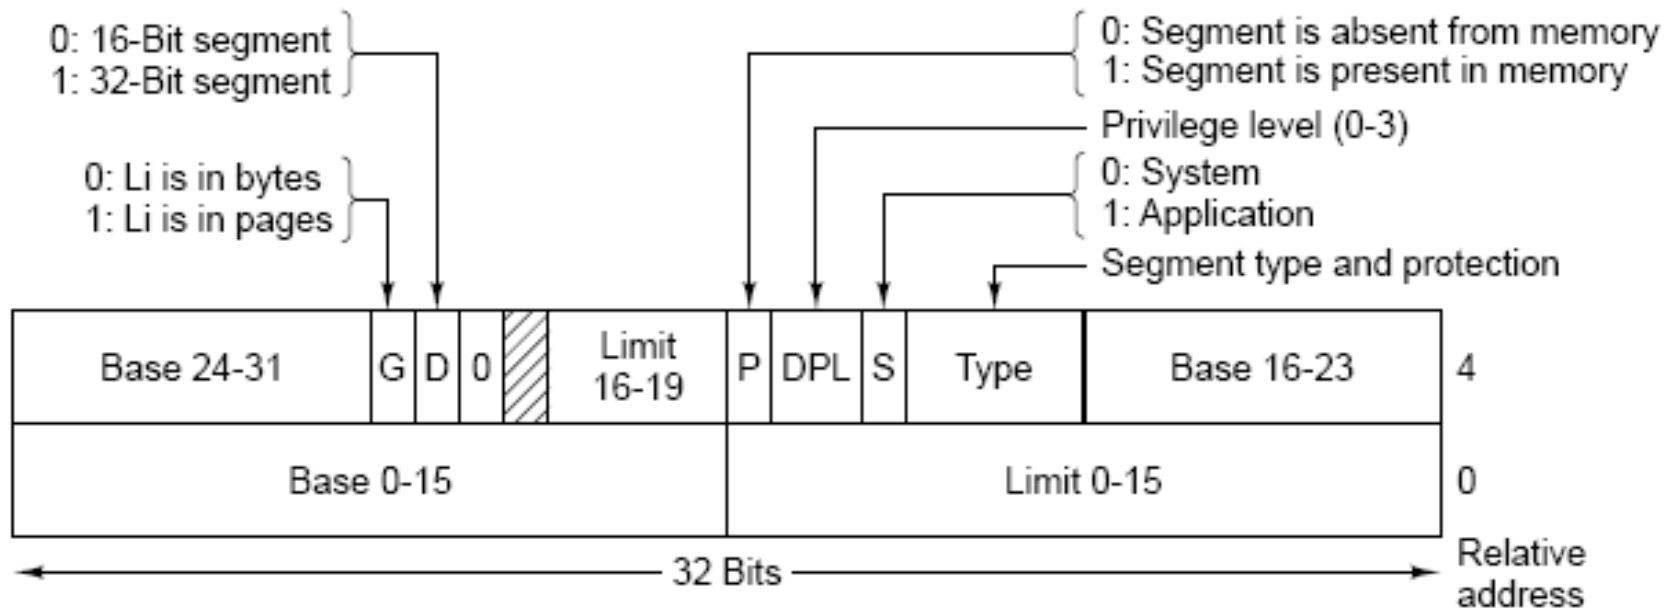 0: 16-Bit segment
1: 32-Bit segment
0: Li is in bytes
1: Li is in pages
0: Segment is absent from memory
1: Segment is present in memory
Privilege level (0-3)
0: System
1: Application
Segment type and protection
Base 24-31
G
D
0
Limit
16-19
P
DPL
S
Type
Base 16-23
4
Base 0-15
Limit 0-15
0
32 Bits
Relative
address